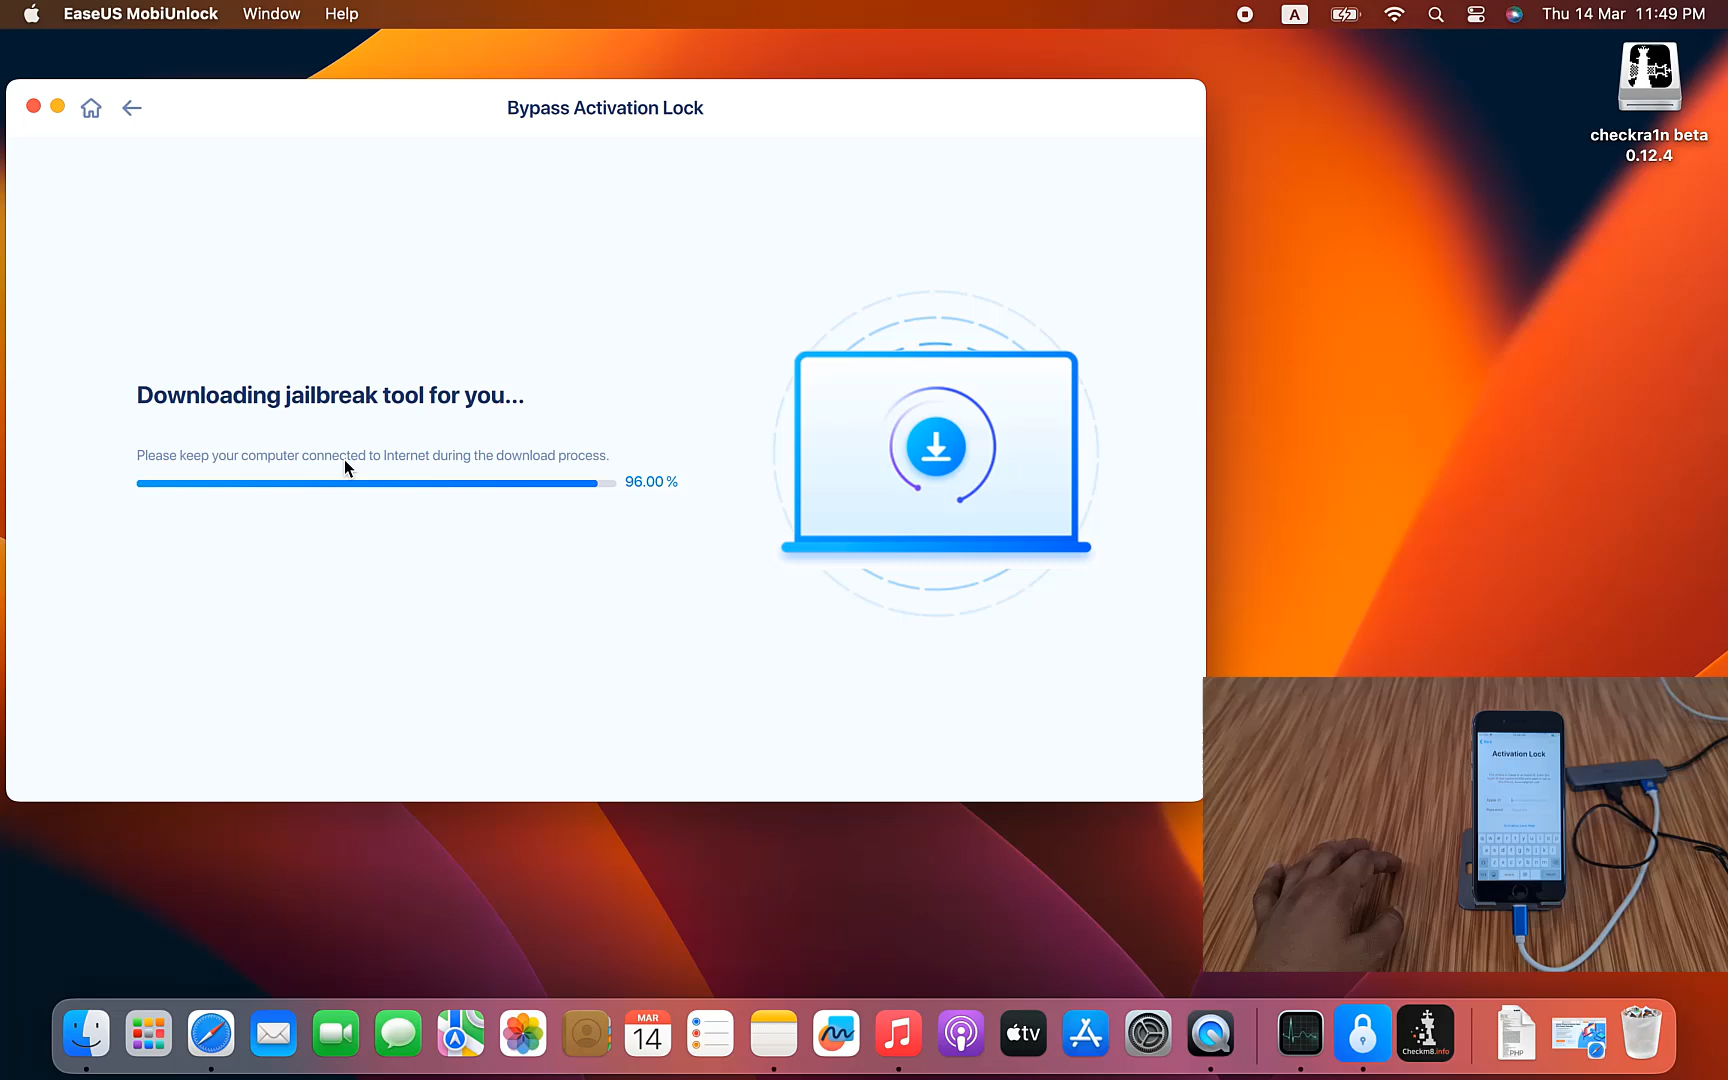 EaseUS MobiUnlock Window Help
A
Thu 14 Mar 11:49 PM
checkra1n beta
0.12.4
Bypass Activation Lock
Downloading jailbreak tool for you...
Please keep your computer connected to Internet during the download process.
96.00 %
Activation Lock
MAR
14
tv
Checkm8.info
PHP